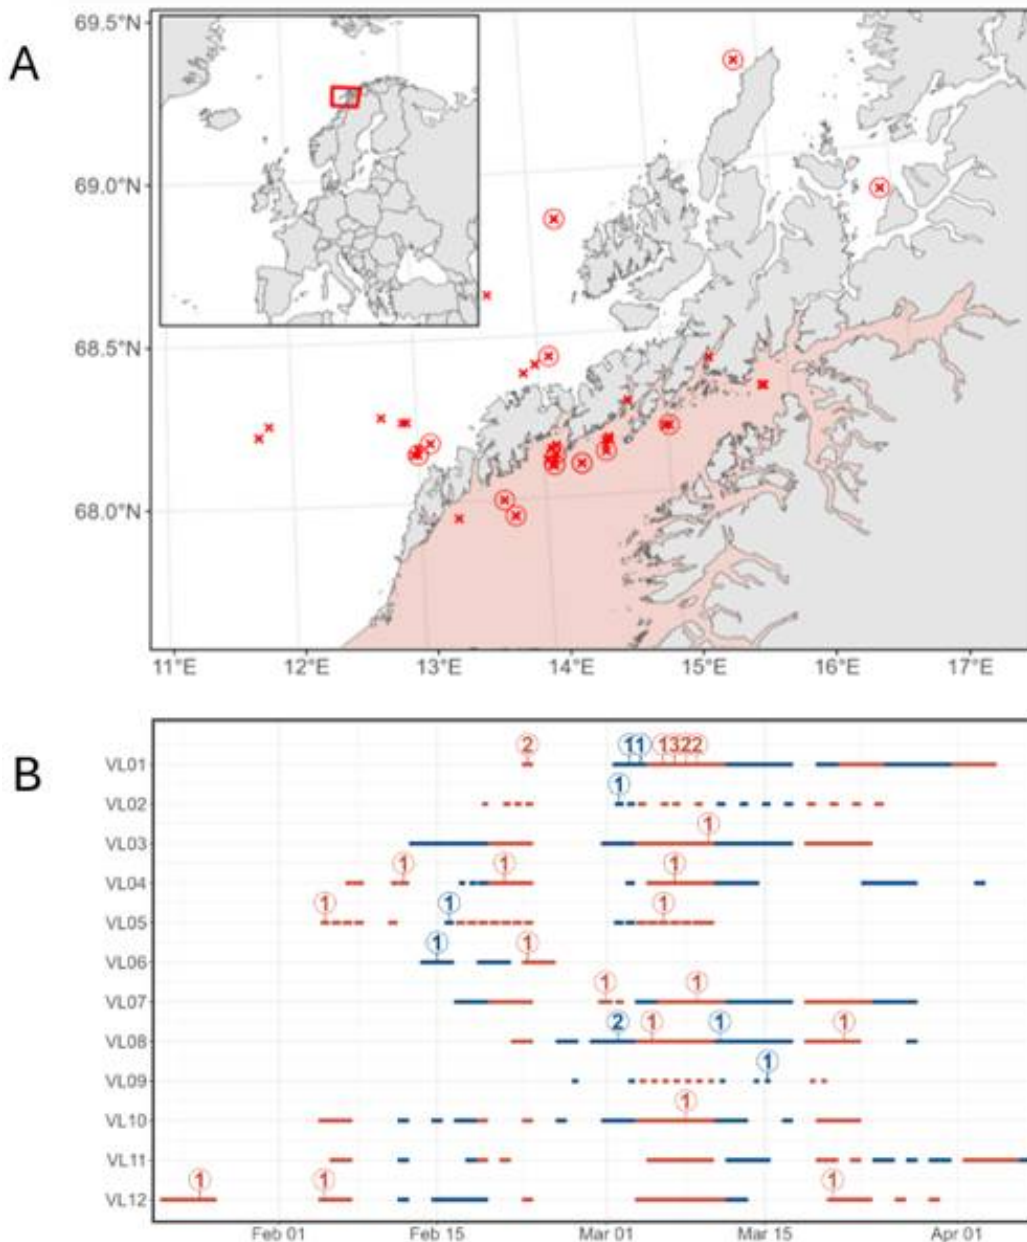 A
69.5°N
69.0°N
68.5°N
68.0°N
11°E 12°E 13°E 14°E 15°E 16°E 17°E
B
2 1 1 1 3 2 2
VL01
1
VL02
1
VL03
1 1 1
VL04
1 1 1
VL05
1 1
VL06
1 1
VL07
2 1 1 1
VL08
1
VL09
1
VL10
VL11
1 1 1
VL12
Feb 01 Feb 15 Mar 01 Mar 15 Apr 01